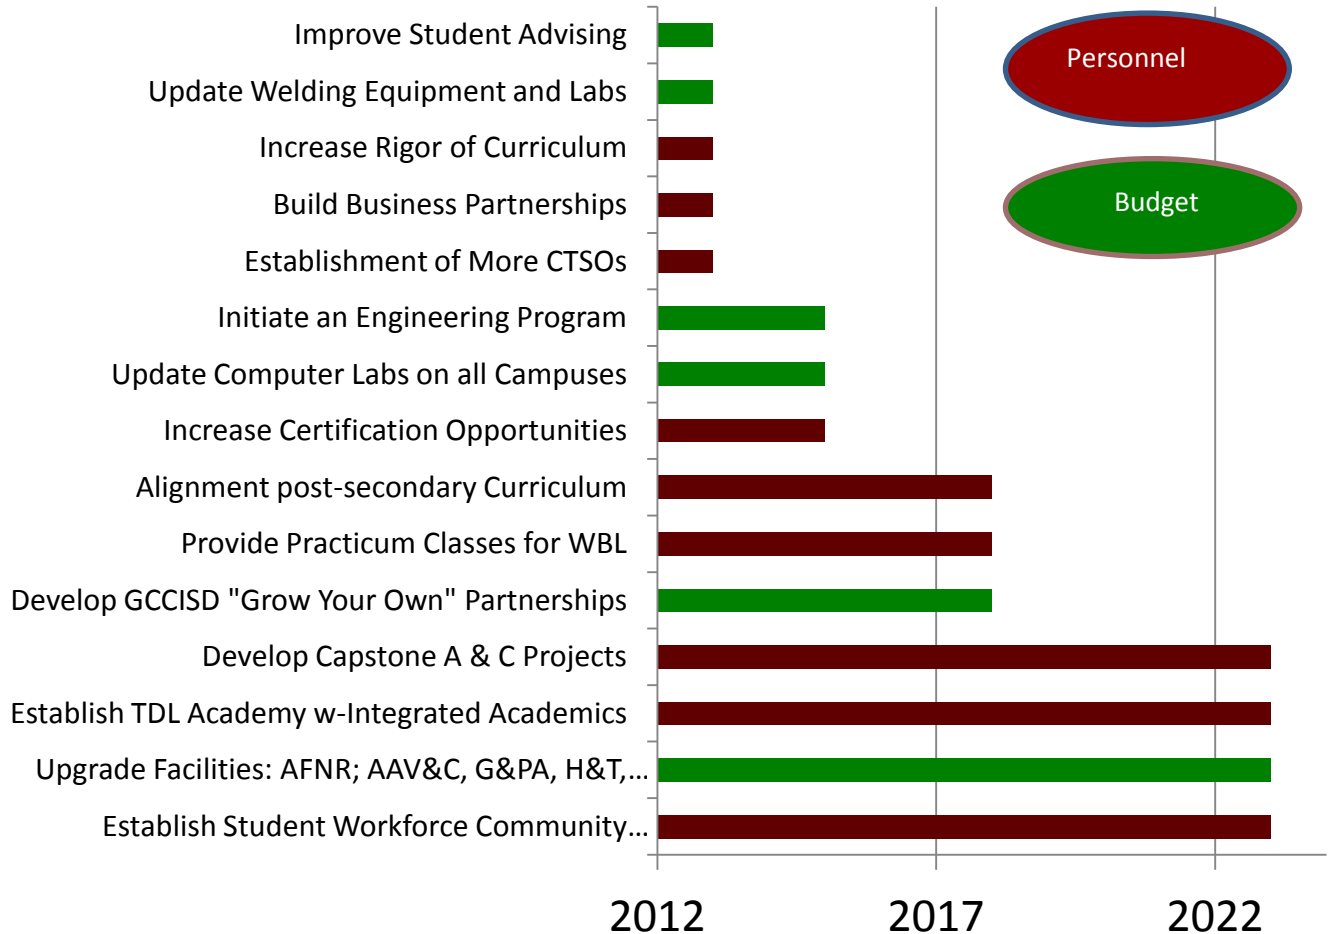 Improve Student Advising
Personnel
Update Welding Equipment and Labs
Increase Rigor of Curriculum
Build Business Partnerships
Budget
Establishment of More CTSOs
Initiate an Engineering Program
Update Computer Labs on all Campuses
Increase Certification Opportunities
Alignment post-secondary Curriculum
Provide Practicum Classes for WBL
Develop GCCISD "Grow Your Own" Partnerships
Develop Capstone A & C Projects
Establish TDL Academy w-Integrated Academics
Upgrade Facilities: AFNR; AAV&C, G&PA, H&T,...
Establish Student Workforce Community...
2012 2017 2022